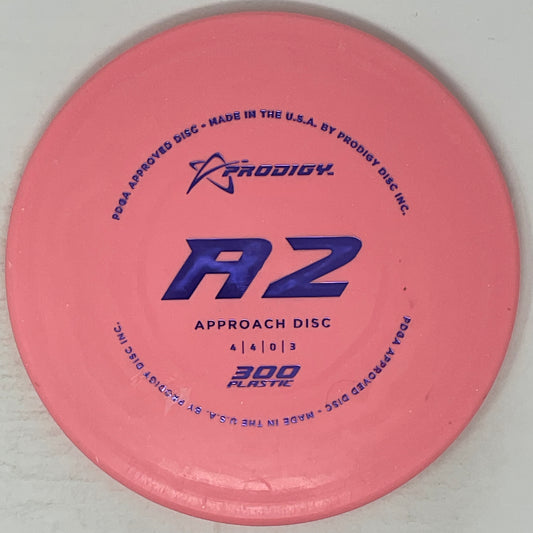 PDGA APPROVED DISC - MADE IN THE U.S.A. BY PRODIGY DISC INC.
PRODIGY
A2
APPROACH DISC
4 | 4 | 0 | 3
300
PLASTIC
PDGA APPROVED DISC - MADE IN THE U.S.A. BY PRODIGY DISC INC.